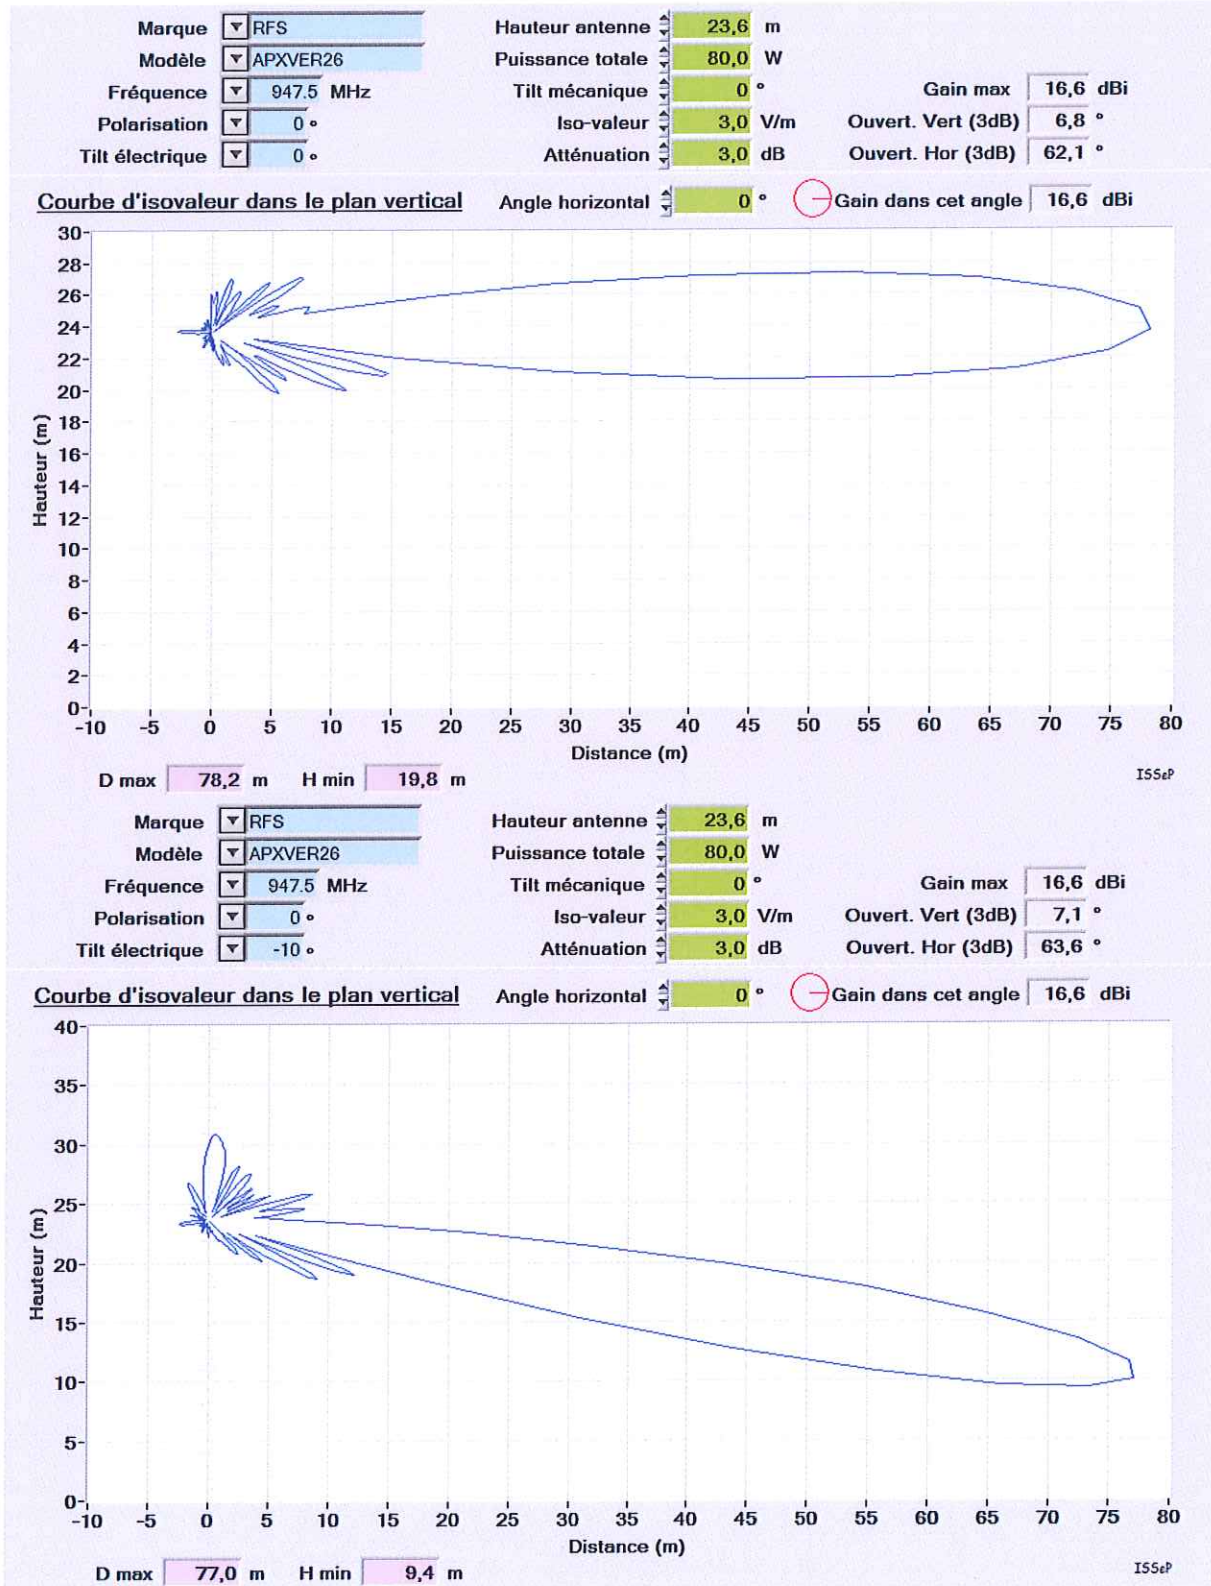 Marque RFS Hauteur antenne 23,6 m
Modèle APXVER26 Puissance totale 80,0 W
Fréquence 947.5 MHz Tilt mécanique 0 ° Gain max 16,6 dBi
Polarisation 0 ° Iso-valeur 3,0 V/m Ouvert. Vert (3dB) 6,8 °
Tilt électrique 0 ° Atténuation 3,0 dB Ouvert. Hor (3dB) 62,1 °
Courbe d'isovaleur dans le plan vertical Angle horizontal 0 ° Gain dans cet angle 16,6 dBi
30
28
26
24
22
20
18
16
14
12
10
8
6
4
2
0
Hauteur (m)
-10 -5 0 5 10 15 20 25 30 35 40 45 50 55 60 65 70 75 80
Distance (m)
D max 78,2 m H min 19,8 m ISSeP
Marque RFS Hauteur antenne 23,6 m
Modèle APXVER26 Puissance totale 80,0 W
Fréquence 947.5 MHz Tilt mécanique 0 ° Gain max 16,6 dBi
Polarisation 0 ° Iso-valeur 3,0 V/m Ouvert. Vert (3dB) 7,1 °
Tilt électrique -10 ° Atténuation 3,0 dB Ouvert. Hor (3dB) 63,6 °
Courbe d'isovaleur dans le plan vertical Angle horizontal 0 ° Gain dans cet angle 16,6 dBi
40
35
30
25
20
15
10
5
0
Hauteur (m)
-10 -5 0 5 10 15 20 25 30 35 40 45 50 55 60 65 70 75 80
Distance (m)
D max 77,0 m H min 9,4 m ISSeP